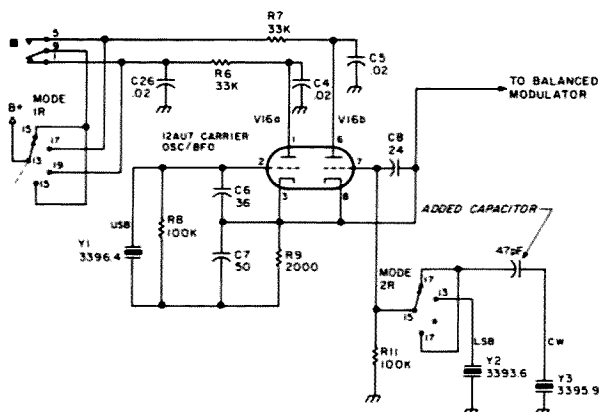 R7
33K
5
9
1
C5
.02
R6
33K
C26
.02
C4
.02
MODE
1R
B+
15
17
13
19
15
V16a
V16b
TO BALANCED
MODULATOR
12AU7 CARRIER
OSC/BFO
1
6
C8
24
2
7
3
8
C6
36
USB
R8
100K
C7
50
R9
2000
Y1
3396.4
ADDED CAPACITOR
47pF
MODE
2R
17
13
15
*
17
R11
100K
LSB
CW
Y2
3393.6
Y3
3395.9